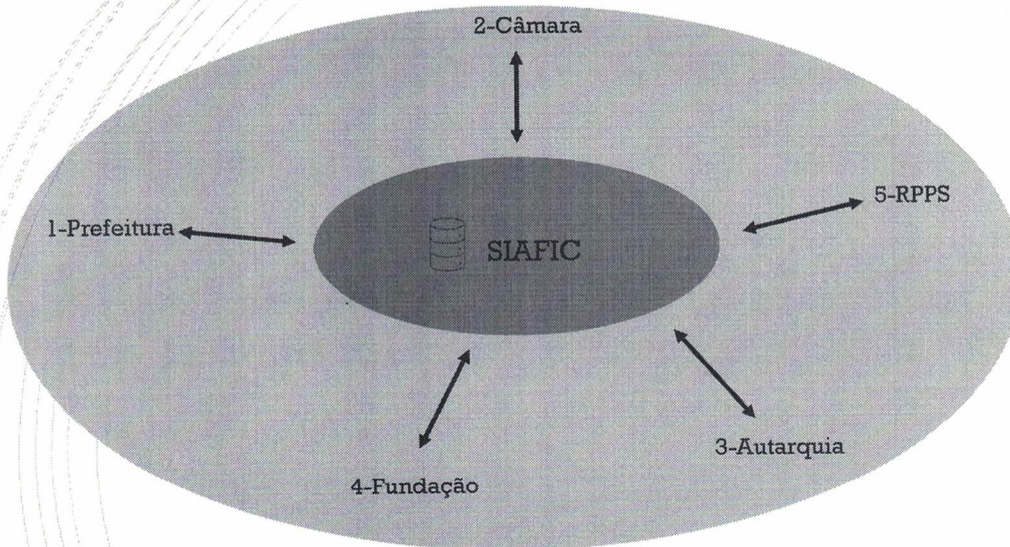 2-Câmara
5-RPPS
1-Prefeitura
SIAFIC
3-Autarquia
4-Fundação